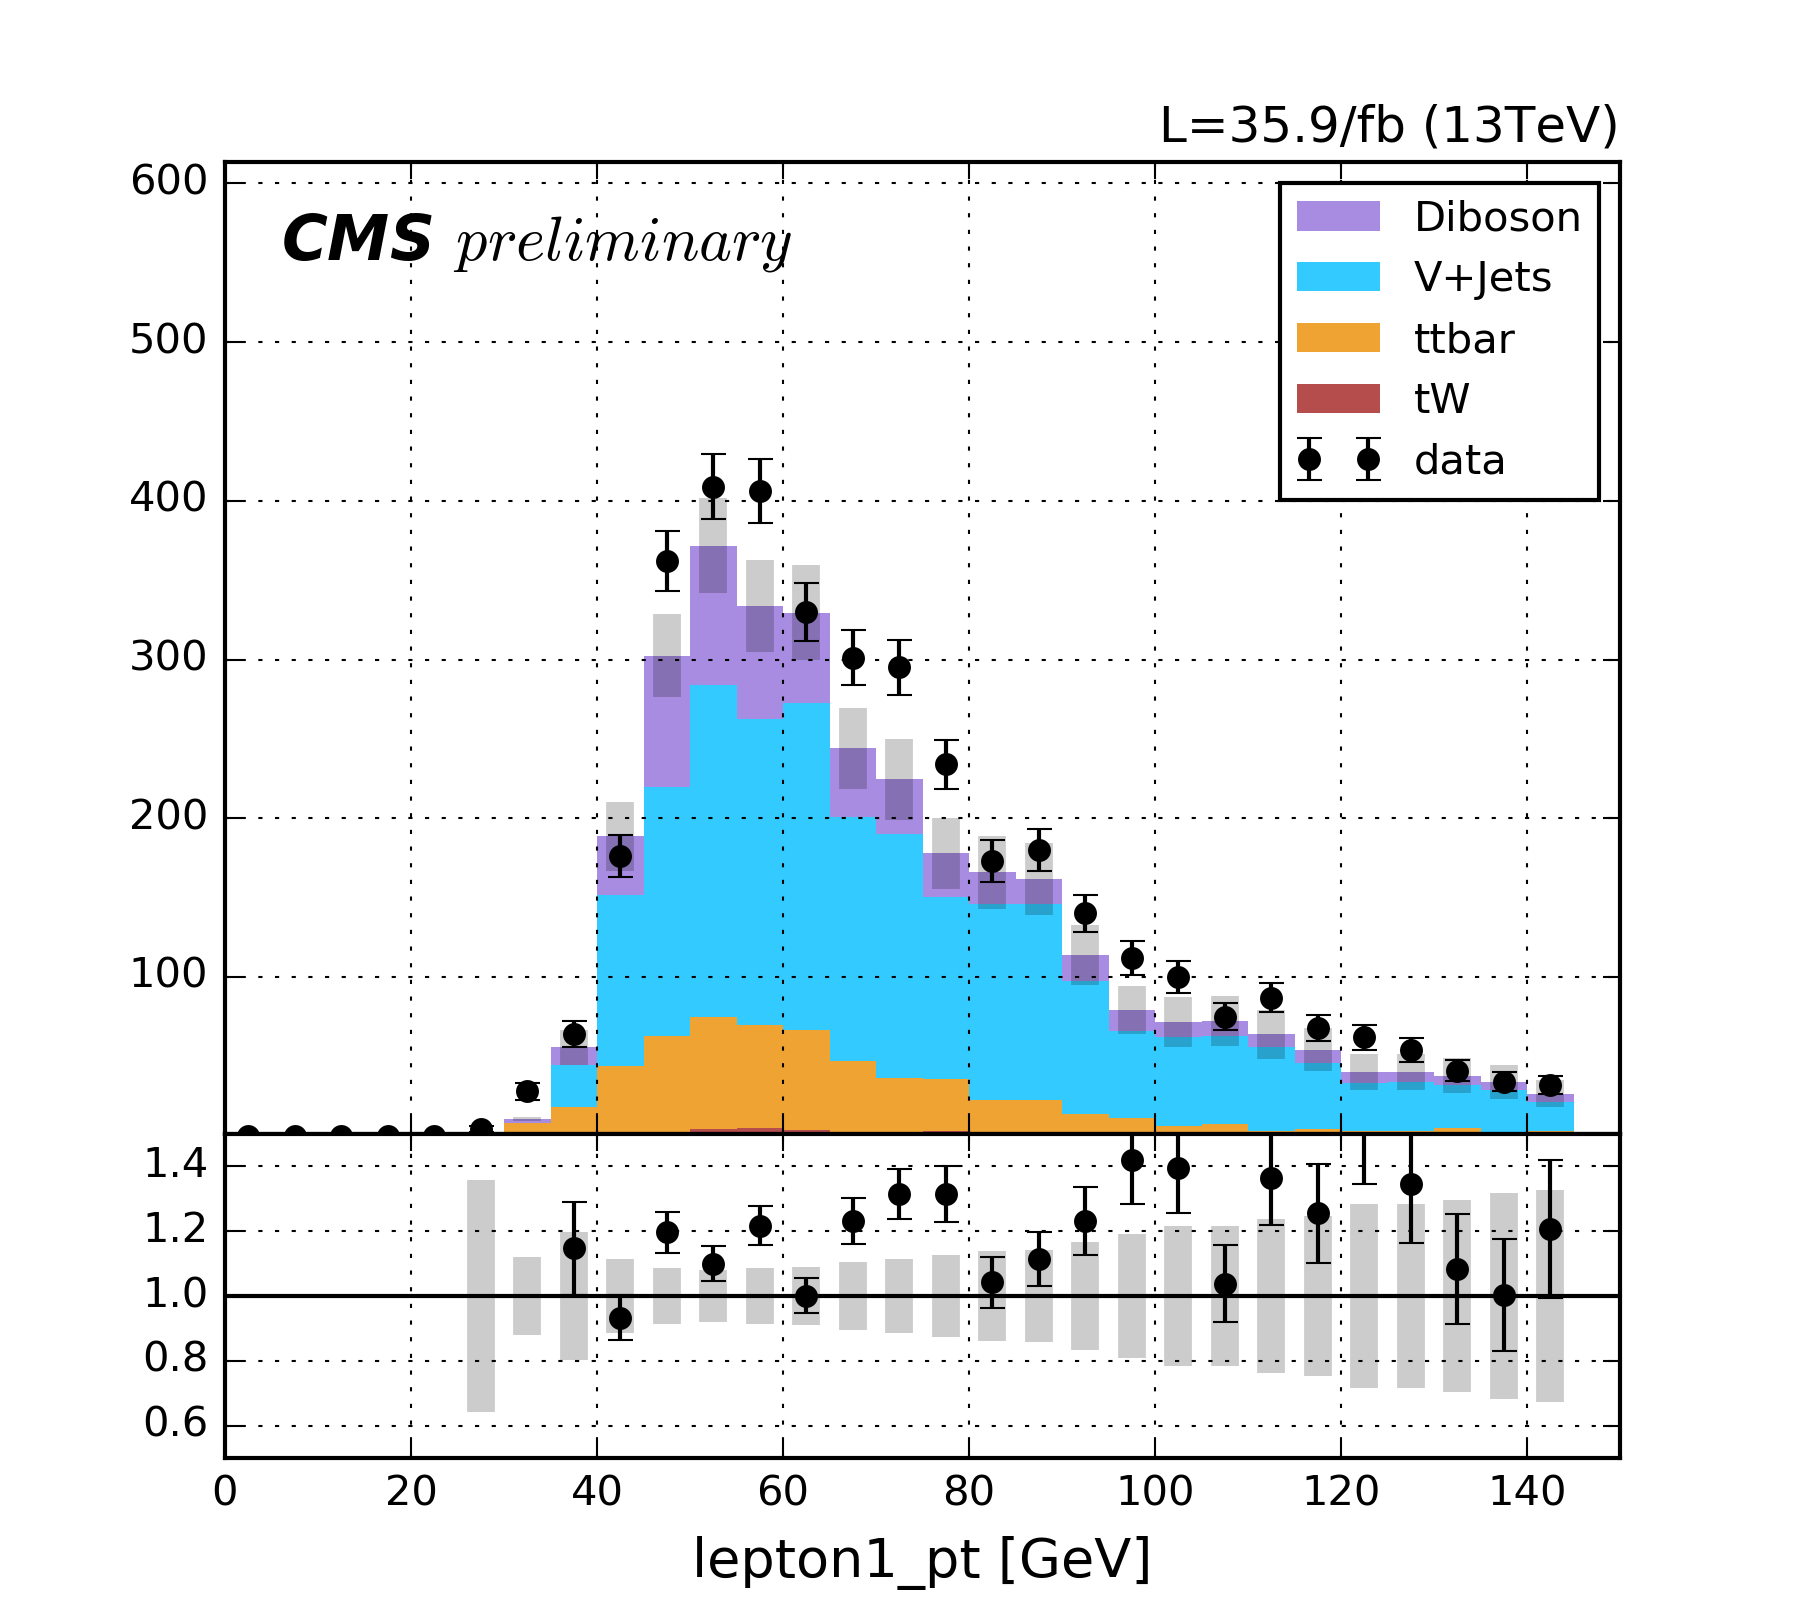 L=35.9/fb (13TeV)
CMS preliminary
600
500
400
300
200
100
Diboson
V+Jets
ttbar
tW
data
1.4
1.2
1.0
0.8
0.6
0 20 40 60 80 100 120 140
lepton1_pt [GeV]